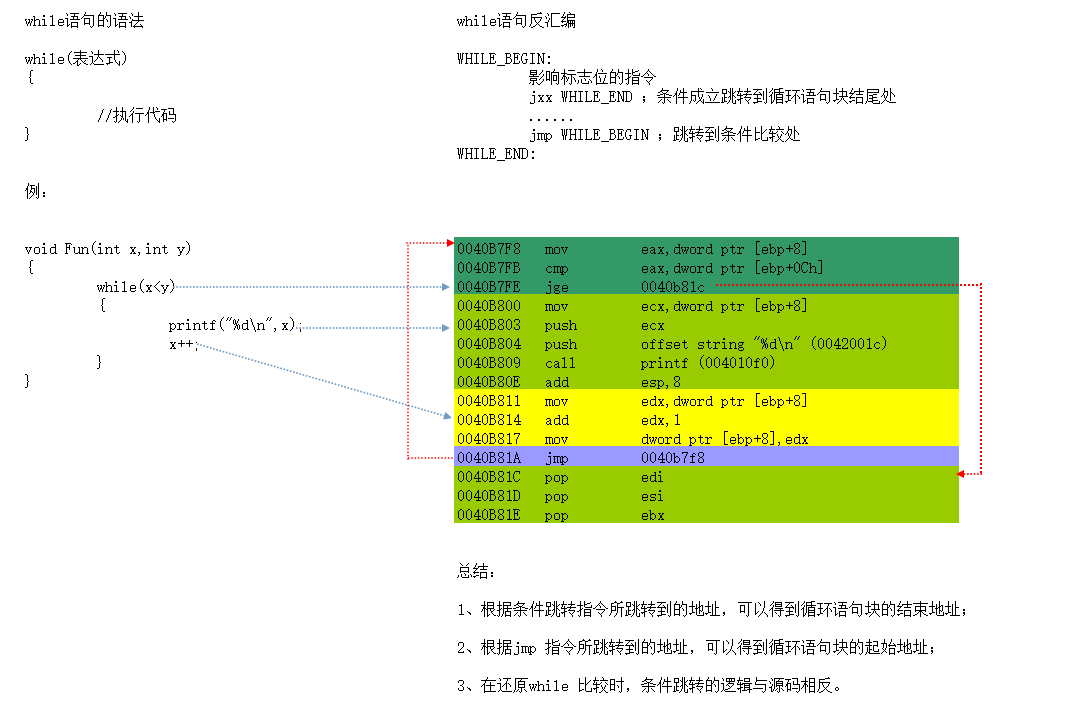 while语句的语法
while(表达式)
{
//执行代码
}
例:
void Fun(int x,int y)
{
while(x<y)
{
printf("%d\n",x);
x++;
}
}
while语句反汇编
WHILE_BEGIN:
影响标志位的指令
jxx WHILE_END ; 条件成立跳转到循环语句块结尾处
......
jmp WHILE_BEGIN ; 跳转到条件比较处
WHILE_END:
0040B7F8 mov eax,dword ptr [ebp+8]
0040B7FB cmp eax,dword ptr [ebp+0Ch]
0040B7FE jge 0040b81c
0040B800 mov ecx,dword ptr [ebp+8]
0040B803 push ecx
0040B804 push offset string "%d\n" (0042001c)
0040B809 call printf (004010f0)
0040B80E add esp,8
0040B811 mov edx,dword ptr [ebp+8]
0040B814 add edx,1
0040B817 mov dword ptr [ebp+8],edx
0040B81A jmp 0040b7f8
0040B81C pop edi
0040B81D pop esi
0040B81E pop ebx
总结:
1、根据条件跳转指令所跳转到的地址，可以得到循环语句块的结束地址;
2、根据jmp 指令所跳转到的地址，可以得到循环语句块的起始地址;
3、在还原while 比较时，条件跳转的逻辑与源码相反。